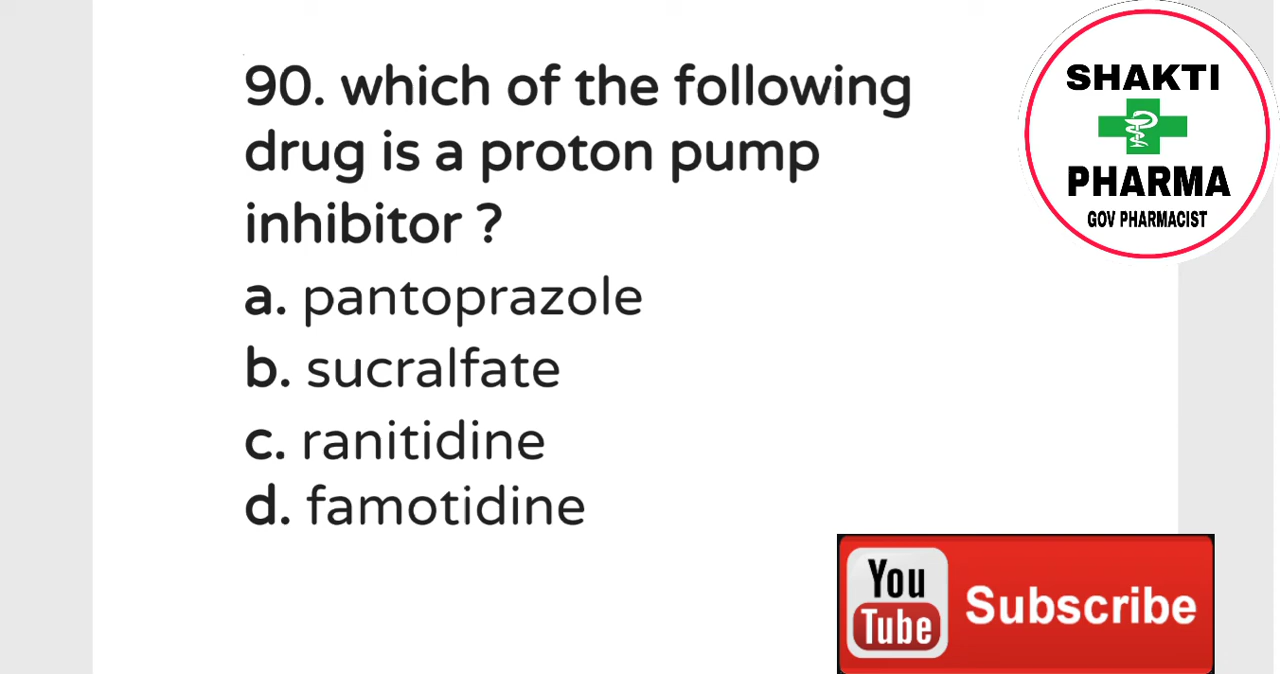 90. which of the following
drug is a proton pump
inhibitor ?
a. pantoprazole
b. sucralfate
c. ranitidine
d. famotidine
SHAKTI
PHARMA
GOV PHARMACIST
You
Tube
Subscribe